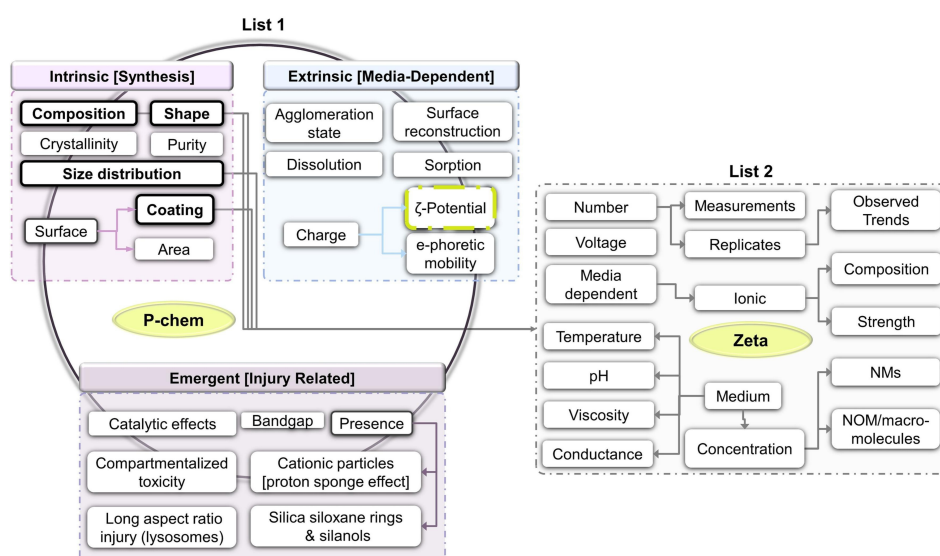 List 1
Intrinsic [Synthesis]
Composition
Shape
Crystallinity
Purity
Size distribution
Surface
Coating
Area
Extrinsic [Media-Dependent]
Agglomeration
state
Surface
reconstruction
Dissolution
Sorption
Charge
ζ-Potential
e-phoretic
mobility
P-chem
Emergent [Injury Related]
Catalytic effects
Bandgap
Presence
Compartmentalized
toxicity
Cationic particles
[proton sponge effect]
Long aspect ratio
injury (lysosomes)
Silica siloxane rings
& silanols
List 2
Number
Measurements
Replicates
Observed
Trends
Voltage
Media
dependent
Ionic
Composition
Strength
Zeta
Temperature
pH
Viscosity
Conductance
Medium
Concentration
NMs
NOM/macro-
molecules